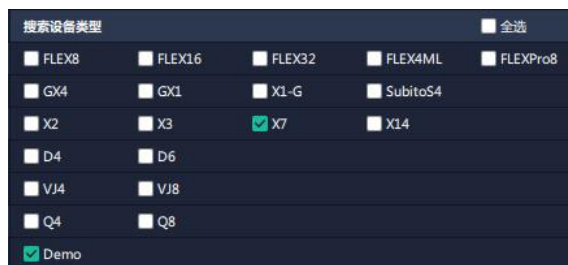 搜索设备类型 全选
FLEX8 FLEX16 FLEX32 FLEX4ML FLEXPro8
GX4 GX1 X1-G SubitoS4
X2 X3 X7 X14
D4 D6
VJ4 VJ8
Q4 Q8
Demo